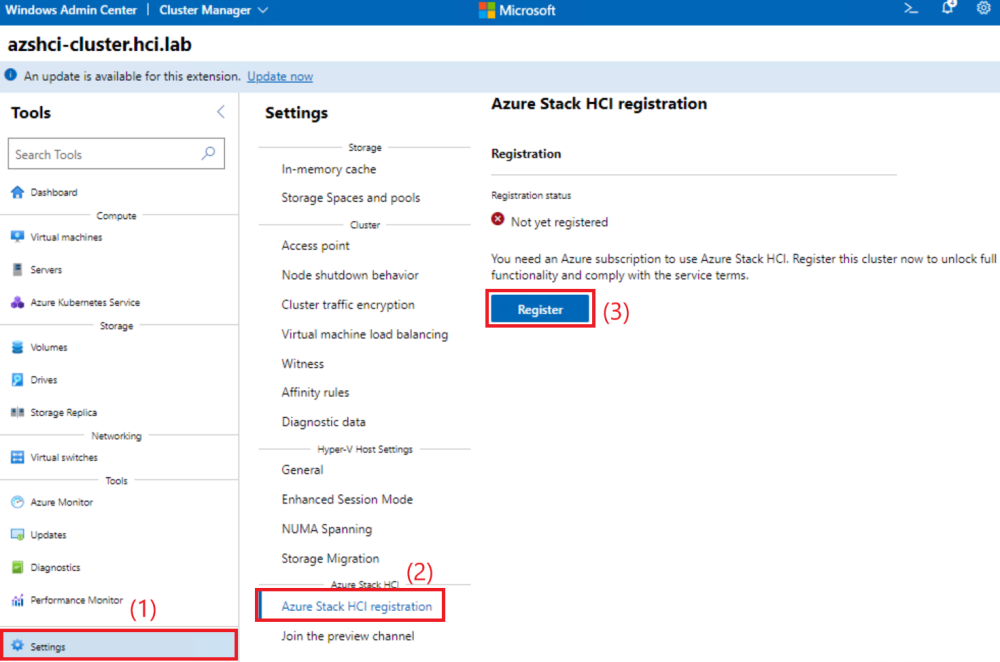 Windows Admin Center | Cluster Manager
Microsoft
azshci-cluster.hci.lab
An update is available for this extension. Update now
Tools
Search Tools
Dashboard
Compute
Virtual machines
Servers
Azure Kubernetes Service
Storage
Volumes
Drives
Storage Replica
Networking
Virtual switches
Tools
Azure Monitor
Updates
Diagnostics
Performance Monitor
(1)
Settings
Settings
Storage
In-memory cache
Storage Spaces and pools
Cluster
Access point
Node shutdown behavior
Cluster traffic encryption
Virtual machine load balancing
Witness
Affinity rules
Diagnostic data
Hyper-V Host Settings
General
Enhanced Session Mode
NUMA Spanning
Storage Migration
Azure Stack HCI
(2)
Azure Stack HCI registration
Join the preview channel
Azure Stack HCI registration
Registration
Registration status
Not yet registered
You need an Azure subscription to use Azure Stack HCI. Register this cluster now to unlock full
functionality and comply with the service terms.
Register
(3)